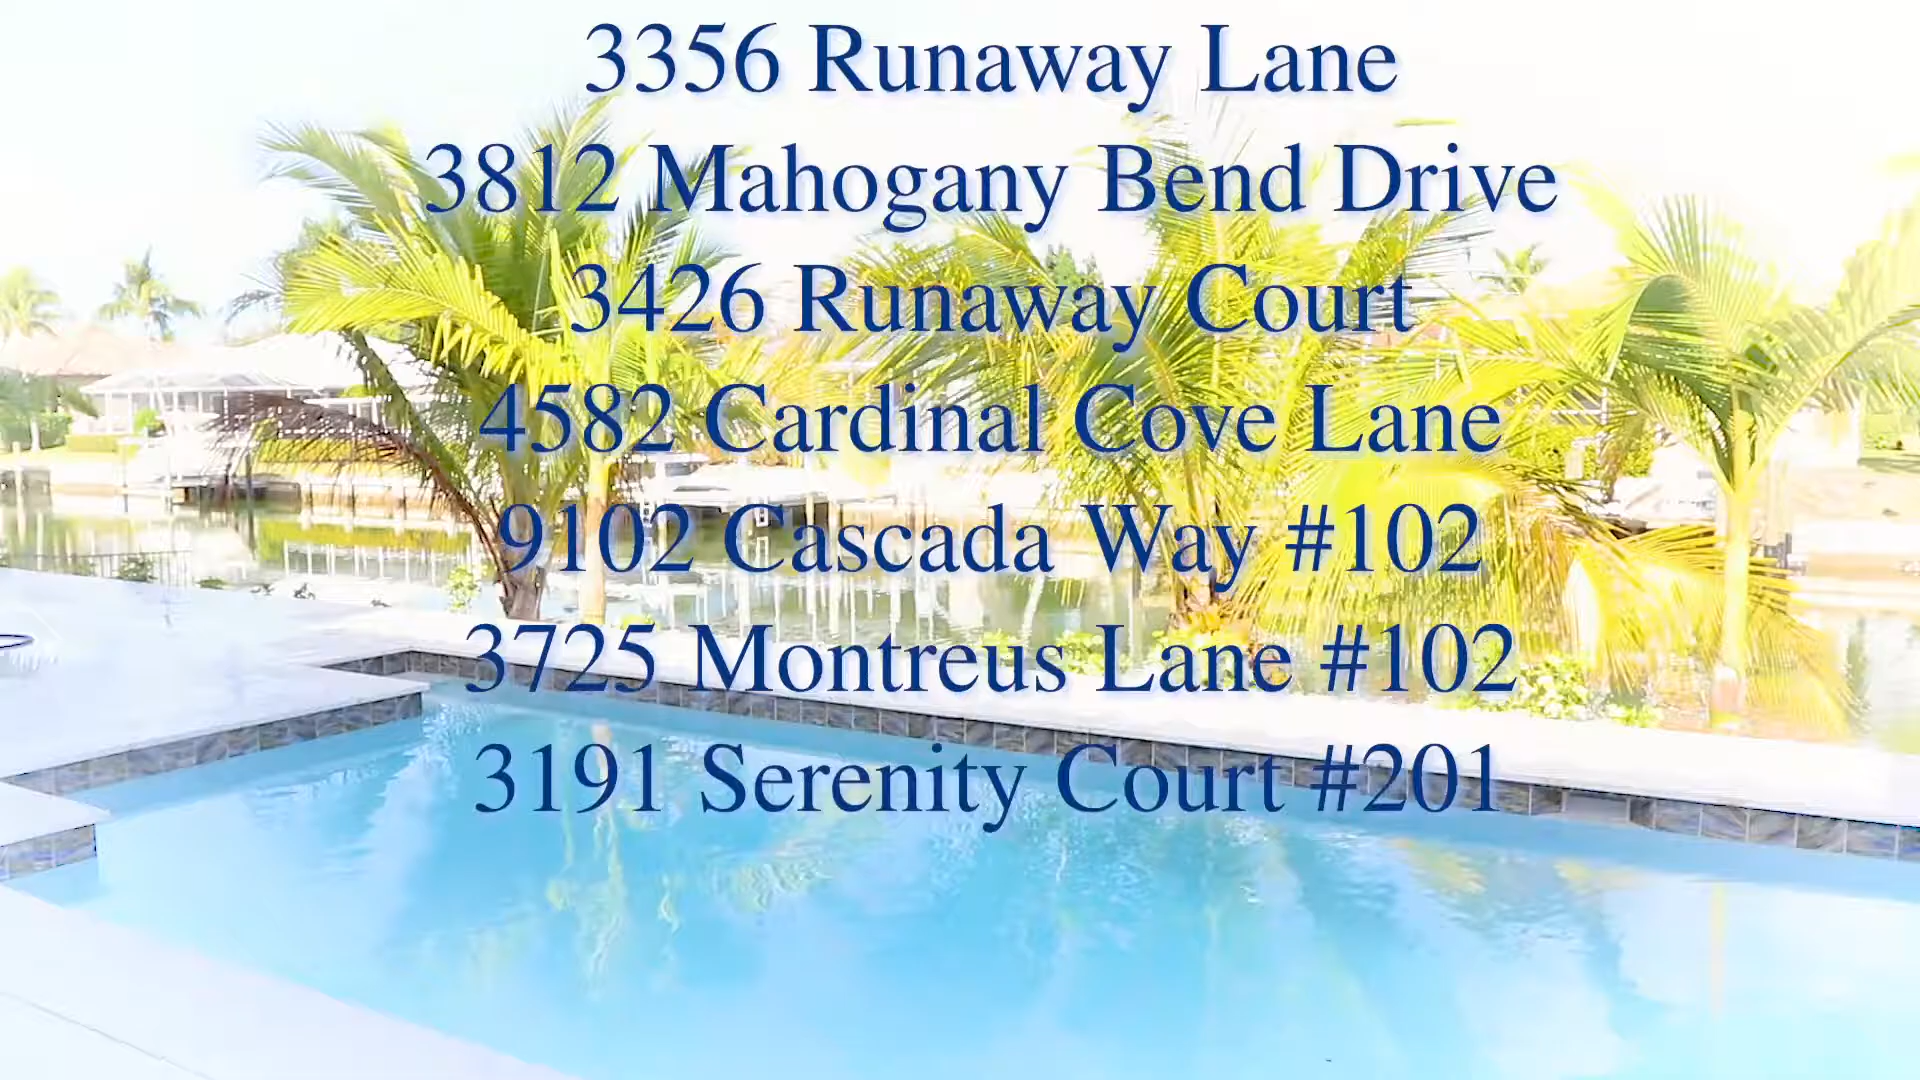 3356 Runaway Lane
3812 Mahogany Bend Drive
3426 Runaway Court
4582 Cardinal Cove Lane
9102 Cascada Way #102
3725 Montreus Lane #102
3191 Serenity Court #201